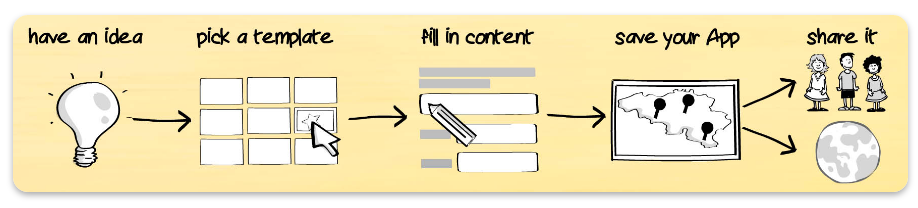 have an idea
pick a template
fill in content
save your App
share it